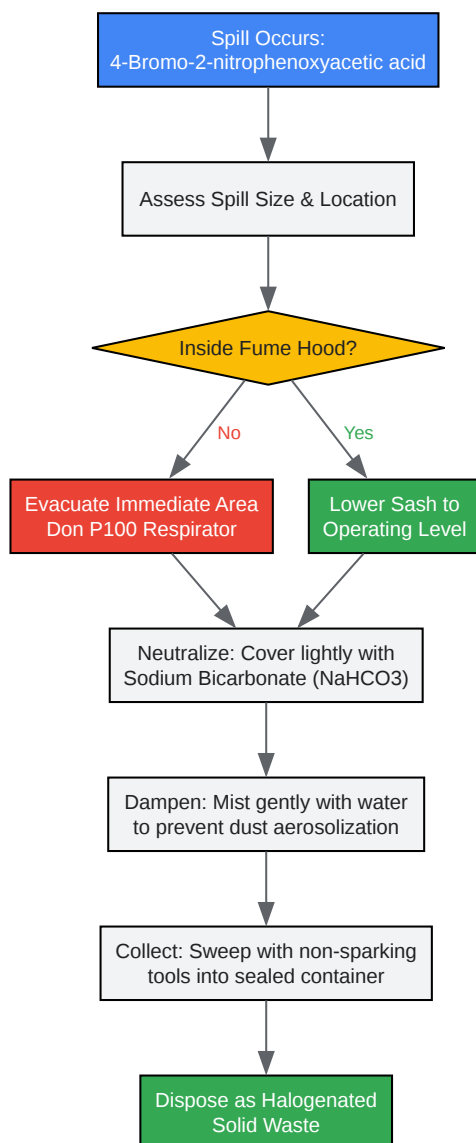 Spill Occurs:
4-Bromo-2-nitrophenoxyacetic acid
Assess Spill Size & Location
Inside Fume Hood?
No
Yes
Evacuate Immediate Area
Don P100 Respirator
Lower Sash to
Operating Level
Neutralize: Cover lightly with
Sodium Bicarbonate (NaHCO3)
Dampen: Mist gently with water
to prevent dust aerosolization
Collect: Sweep with non-sparking
tools into sealed container
Dispose as Halogenated
Solid Waste